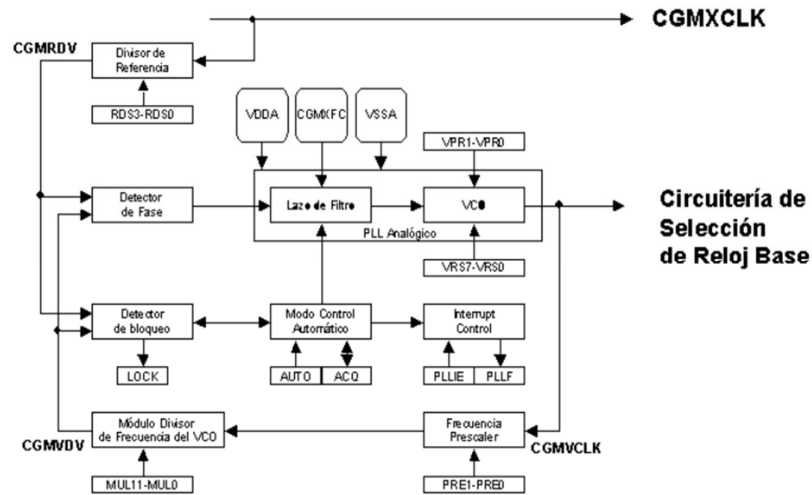 CGMXCLK
CGMRDV
Divisor de
Referencia
RDS3-RDS0
VDDA
CGMXFC
VSSA
VPR1-VPR0
Detector
de Fase
Lazo de Filtro
VCO
PLL Analógico
Circuitería de
Selección
de Reloj Base
VRS7-VRS0
Detector
de bloqueo
Modo Control
Automático
Interrupt
Control
LOCK
AUTO
ACQ
PLLIE
PLLF
Módulo Divisor
de Frecuencia del VCO
Frecuencia
Prescaler
CGMVDV
CGMVCLK
MUL11-MUL0
PRE1-PRE0